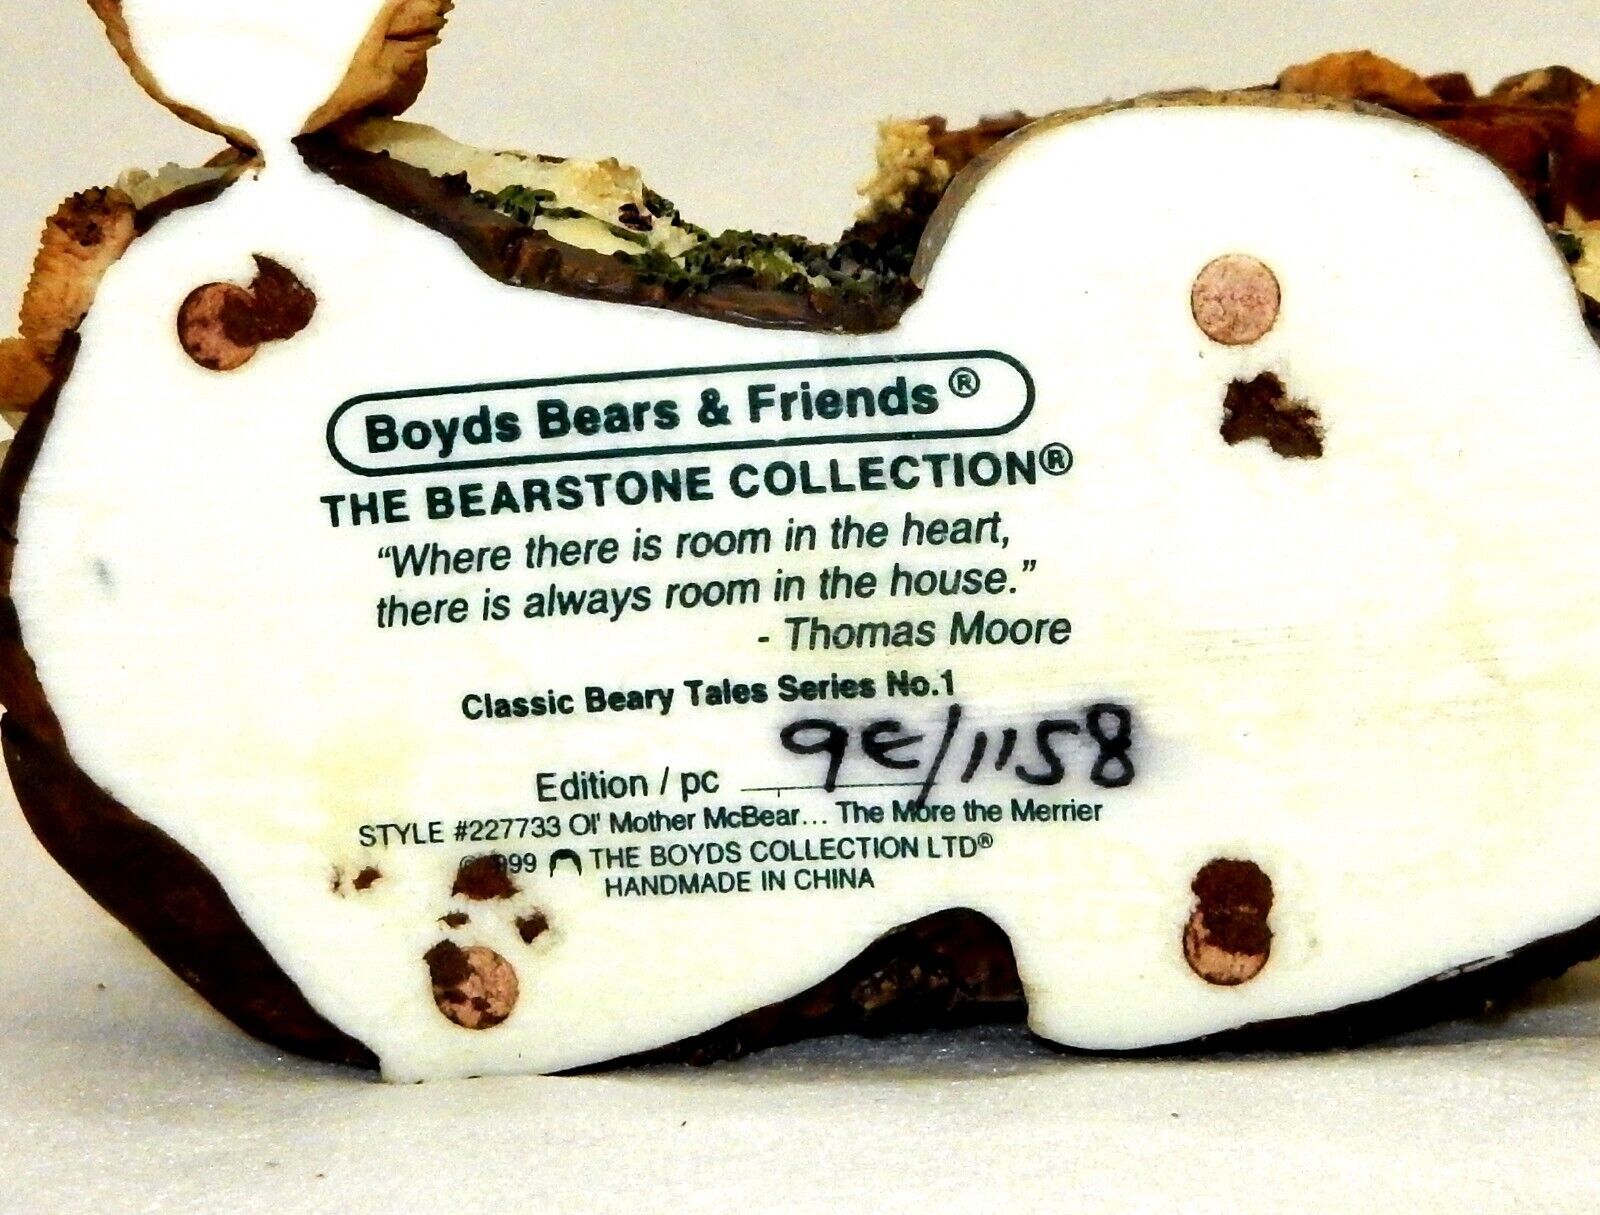 Boyds Bears & Friends®
THE BEARSTONE COLLECTION®
“Where there is room in the heart,
there is always room in the house.”
- Thomas Moore
Classic Beary Tales Series No.1
Edition / pc 9E/1158
STYLE #227733 Ol' Mother McBear... The More the Merrier
© 999 THE BOYDS COLLECTION LTD®
HANDMADE IN CHINA